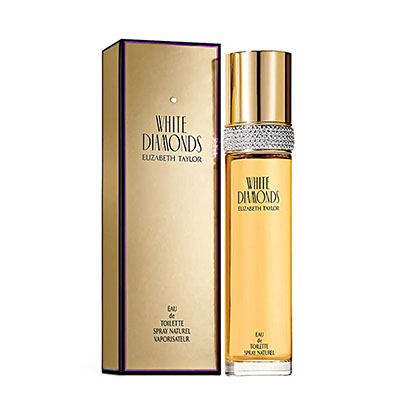 WHITE
DIAMONDS
ELIZABETH TAYLOR
EAU
de
TOILETTE
SPRAY NATUREL
VAPORISATEUR
WHITE
DIAMONDS
ELIZABETH TAYLOR
EAU
de
TOILETTE
SPRAY NATUREL